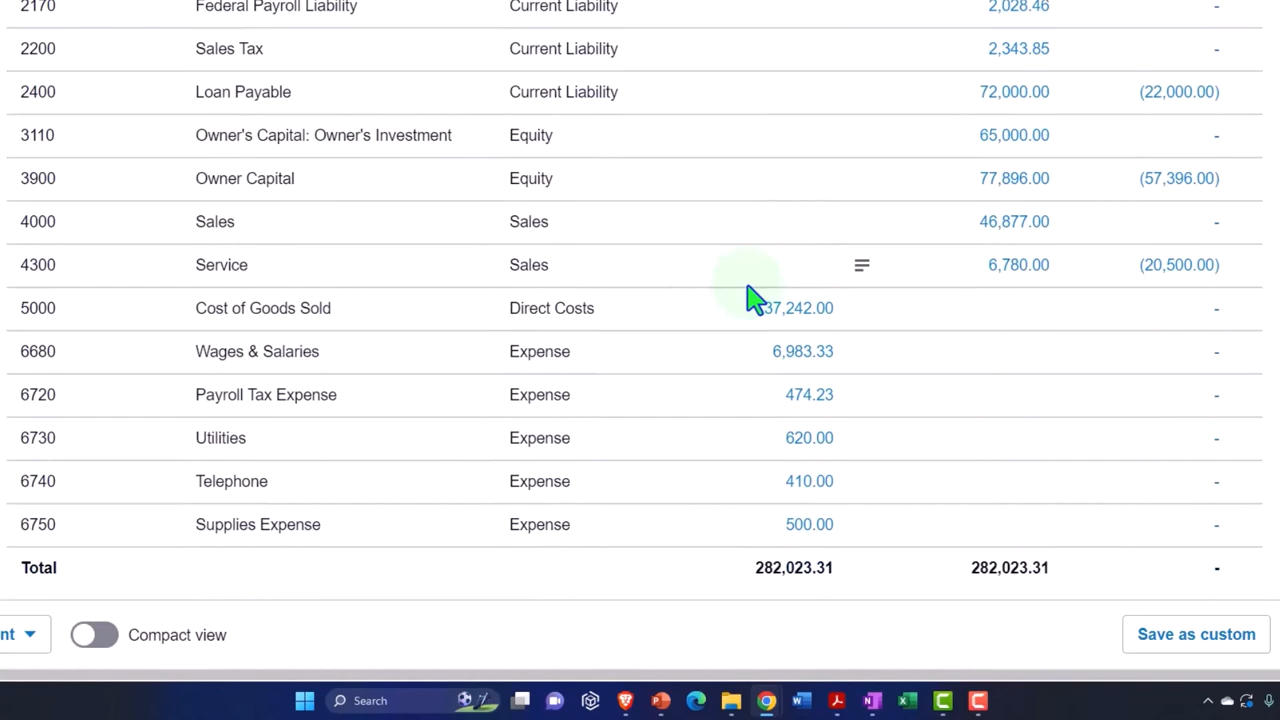 2170 Federal Payroll Liability Current Liability 2,028.46 -
2200 Sales Tax Current Liability 2,343.85 -
2400 Loan Payable Current Liability 72,000.00 (22,000.00)
3110 Owner's Capital: Owner's Investment Equity 65,000.00 -
3900 Owner Capital Equity 77,896.00 (57,396.00)
4000 Sales Sales 46,877.00 -
4300 Service Sales 6,780.00 (20,500.00)
5000 Cost of Goods Sold Direct Costs 37,242.00 -
6680 Wages & Salaries Expense 6,983.33 -
6720 Payroll Tax Expense Expense 474.23 -
6730 Utilities Expense 620.00 -
6740 Telephone Expense 410.00 -
6750 Supplies Expense Expense 500.00 -
Total 282,023.31 282,023.31 -
nt Compact view Save as custom
Search